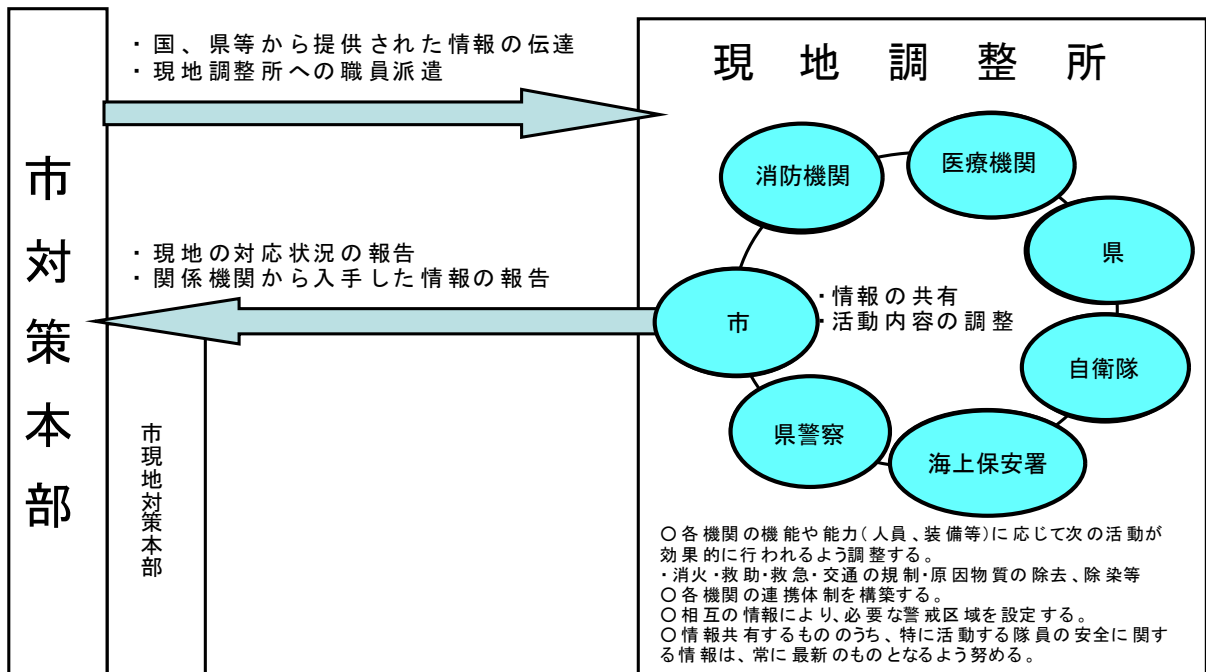 市対策本部
・国、県等から提供された情報の伝達
・現地調整所への職員派遣
・現地の対応状況の報告
・関係機関から入手した情報の報告
市現地対策本部
現地調整所
消防機関
医療機関
県
市
・情報の共有
・活動内容の調整
自衛隊
県警察
海上保安署
〇各機関の機能や能力(人員、装備等)に応じて次の活動が
効果的に行われるよう調整する。
・消火・救助・救急・交通の規制・原因物質の除去、除染等
〇各機関の連携体制を構築する。
〇相互の情報により、必要な警戒区域を設定する。
〇情報共有するもののうち、特に活動する隊員の安全に関す
る情報は、常に最新のものとなるよう努める。